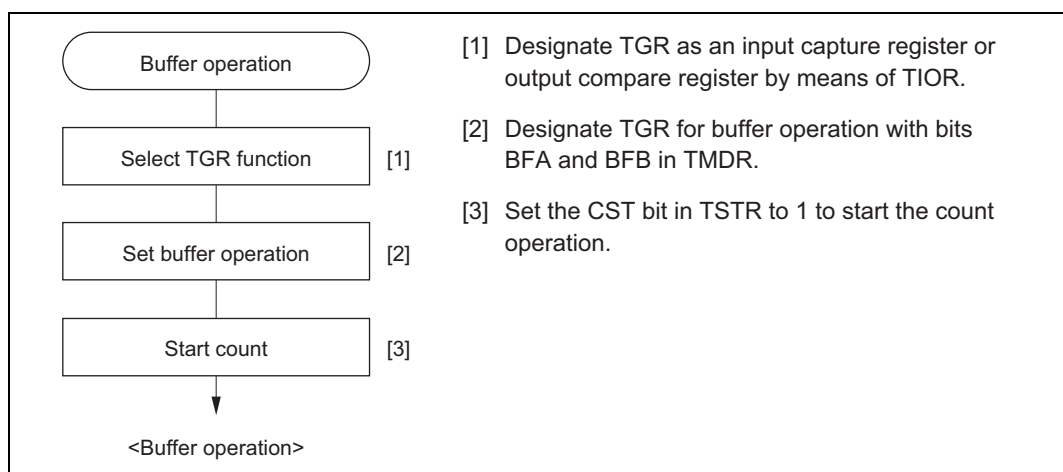 Buffer operation
Select TGR function
[1]
Set buffer operation
[2]
Start count
[3]
<Buffer operation>
[1] Designate TGR as an input capture register or
output compare register by means of TIOR.
[2] Designate TGR for buffer operation with bits
BFA and BFB in TMDR.
[3] Set the CST bit in TSTR to 1 to start the count
operation.